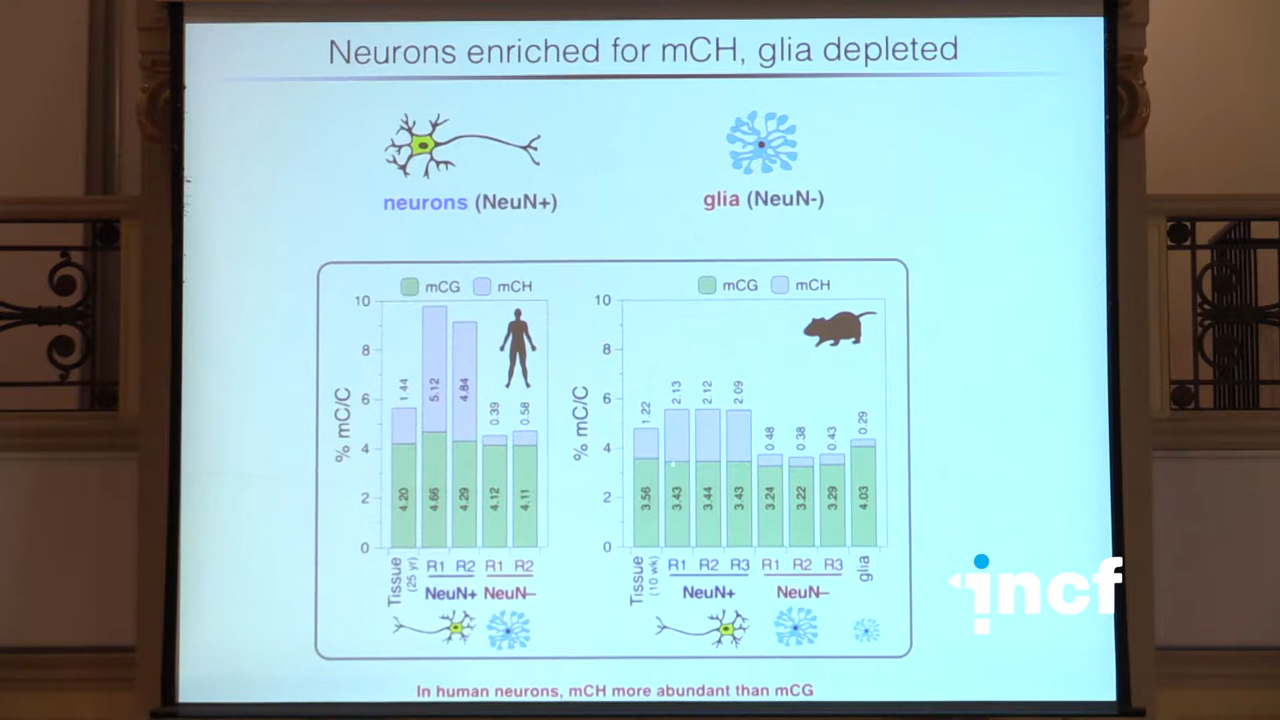 Neurons enriched for mCH, glia depleted
neurons (NeuN+)
glia (NeuN-)
mCG mCH
10
8
6
4
2
0
% mC/C
1.44
5.12
4.84
0.39
0.58
4.20
4.66
4.29
4.12
4.11
Tissue
(25 yr)
R1 R2 R1 R2
NeuN+ NeuN–
mCG mCH
10
8
6
4
2
0
% mC/C
1.22
2.13
2.12
2.09
0.48
0.38
0.43
0.29
3.56
3.43
3.44
3.43
3.24
3.22
3.29
4.03
Tissue
(10 wk)
R1 R2 R3 R1 R2 R3
glia
NeuN+ NeuN–
In human neurons, mCH more abundant than mCG
incf